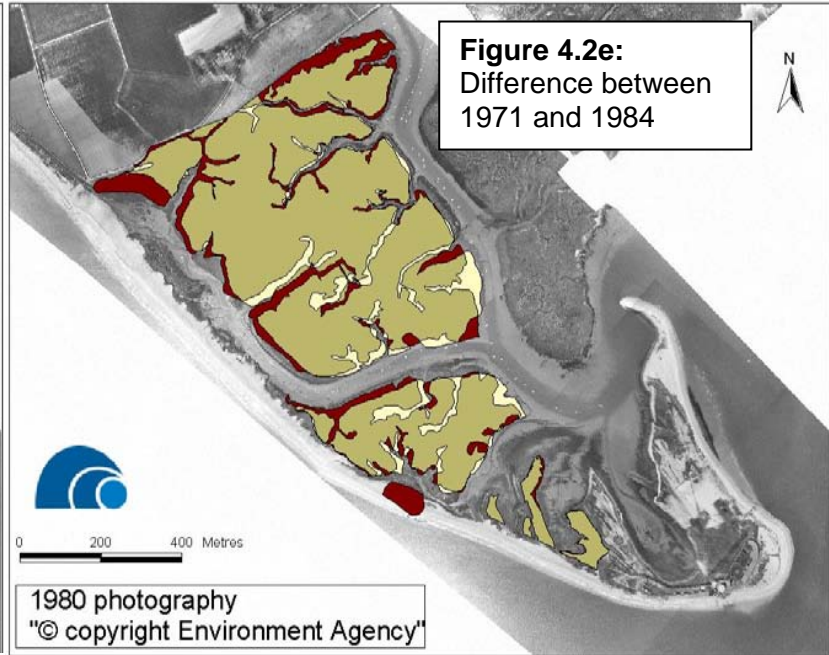 Figure 4.2e:
Difference between
1971 and 1984
N
0 200 400 Metres
1980 photography
"© copyright Environment Agency"